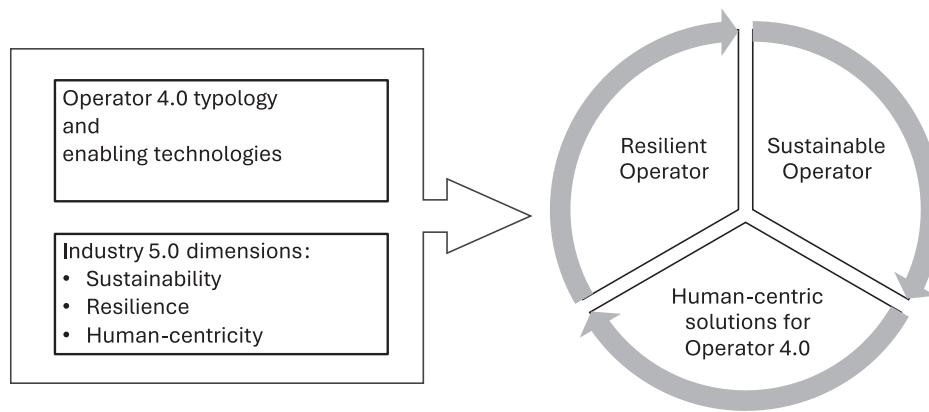 Operator 4.0 typology
and
enabling technologies
Industry 5.0 dimensions:
• Sustainability
• Resilience
• Human-centricity
Resilient
Operator
Sustainable
Operator
Human-centric
solutions for
Operator 4.0